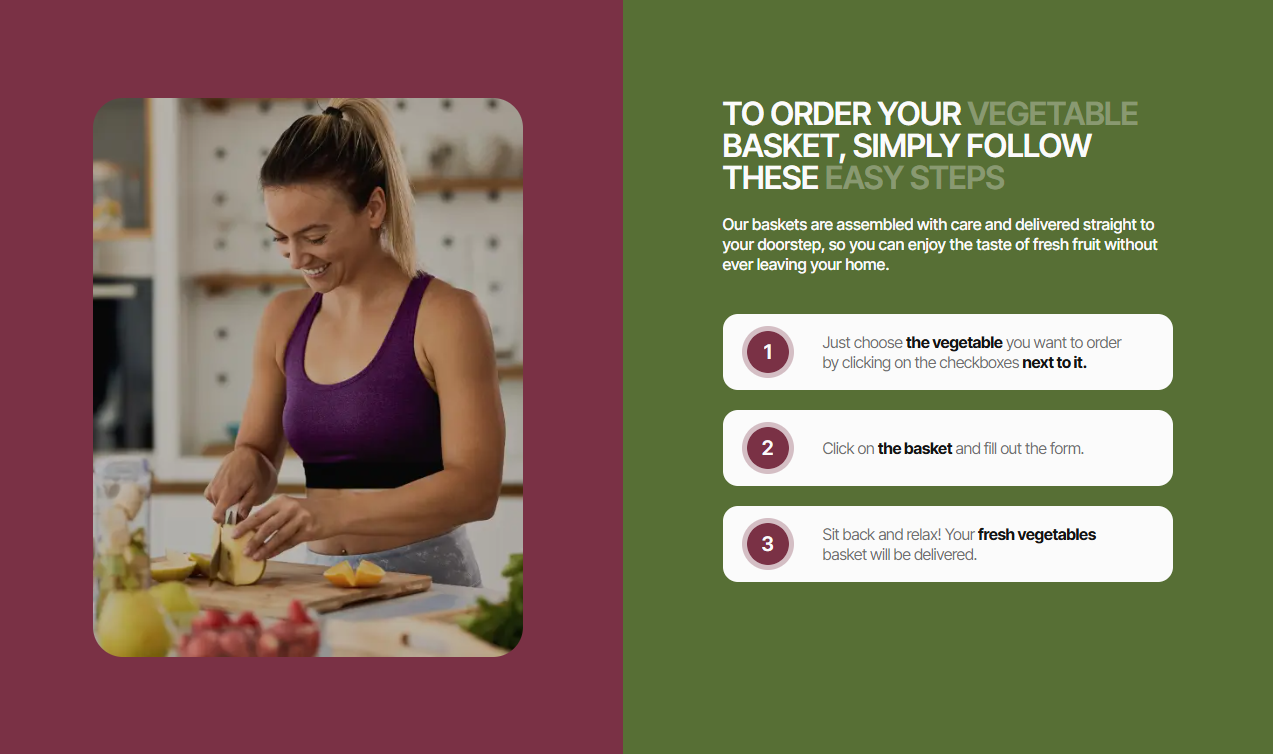 TO ORDER YOUR VEGETABLE
BASKET, SIMPLY FOLLOW
THESE EASY STEPS
Our baskets are assembled with care and delivered straight to
your doorstep, so you can enjoy the taste of fresh fruit without
ever leaving your home.
1
Just choose the vegetable you want to order
by clicking on the checkboxes next to it.
2
Click on the basket and fill out the form.
3
Sit back and relax! Your fresh vegetables
basket will be delivered.